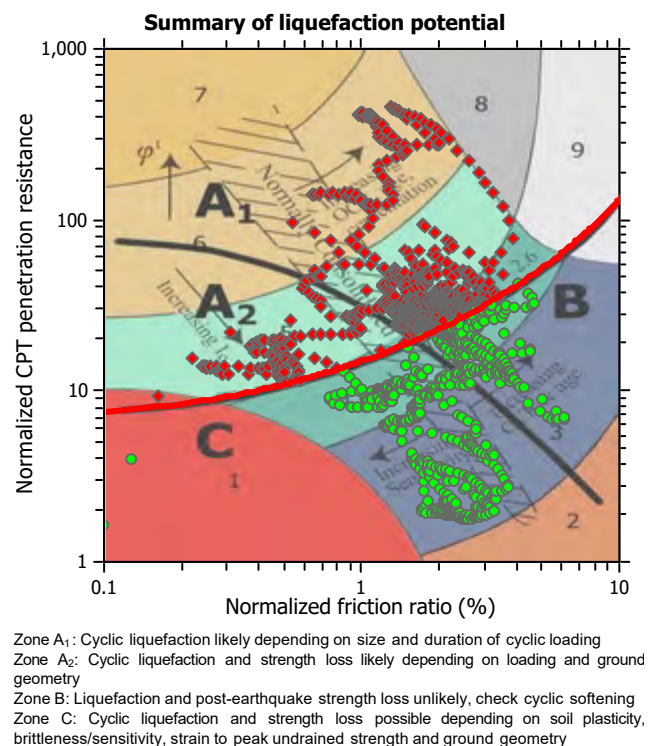 Summary of liquefaction potential
Normalized CPT penetration resistance
1,000
100
10
1
7
8
9
φ'
A₁
6
A₂
Increasing
2.6
B
C
1
3
2
0.1
1
10
Normalized friction ratio (%)
Zone A₁: Cyclic liquefaction likely depending on size and duration of cyclic loading
Zone A₂: Cyclic liquefaction and strength loss likely depending on loading and ground
geometry
Zone B: Liquefaction and post-earthquake strength loss unlikely, check cyclic softening
Zone C: Cyclic liquefaction and strength loss possible depending on soil plasticity,
brittleness/sensitivity, strain to peak undrained strength and ground geometry